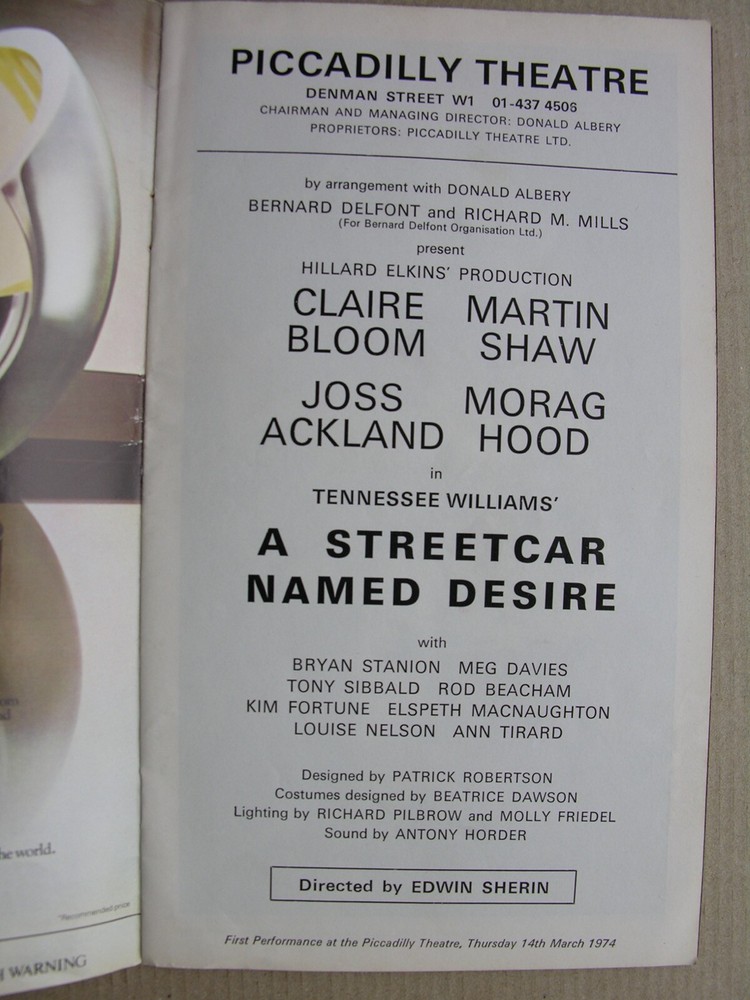 PICCADILLY THEATRE
DENMAN STREET W1 01-437 4506
CHAIRMAN AND MANAGING DIRECTOR: DONALD ALBERY
PROPRIETORS: PICCADILLY THEATRE LTD.
by arrangement with DONALD ALBERY
BERNARD DELFONT and RICHARD M. MILLS
(For Bernard Delfont Organisation Ltd.)
present
HILLARD ELKINS' PRODUCTION
CLAIRE MARTIN
BLOOM SHAW
JOSS MORAG
ACKLAND HOOD
in
TENNESSEE WILLIAMS'
A STREETCAR
NAMED DESIRE
with
BRYAN STANION MEG DAVIES
TONY SIBBALD ROD BEACHAM
KIM FORTUNE ELSPETH MACNAUGHTON
LOUISE NELSON ANN TIRARD
Designed by PATRICK ROBERTSON
Costumes designed by BEATRICE DAWSON
Lighting by RICHARD PILBROW and MOLLY FRIEDEL
Sound by ANTONY HORDER
Directed by EDWIN SHERIN
First Performance at the Piccadilly Theatre, Thursday 14th March 1974
he world.
*Recommended price
H WARNING